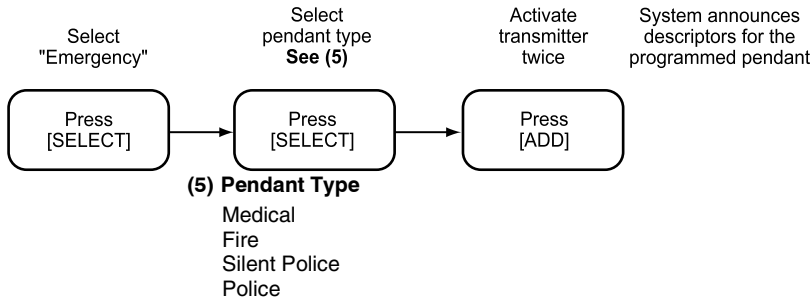 Select
"Emergency"
Select
pendant type
See (5)
Activate
transmitter
twice
System announces
descriptors for the
programmed pendant
Press
[SELECT]
Press
[SELECT]
Press
[ADD]
(5) Pendant Type
Medical
Fire
Silent Police
Police